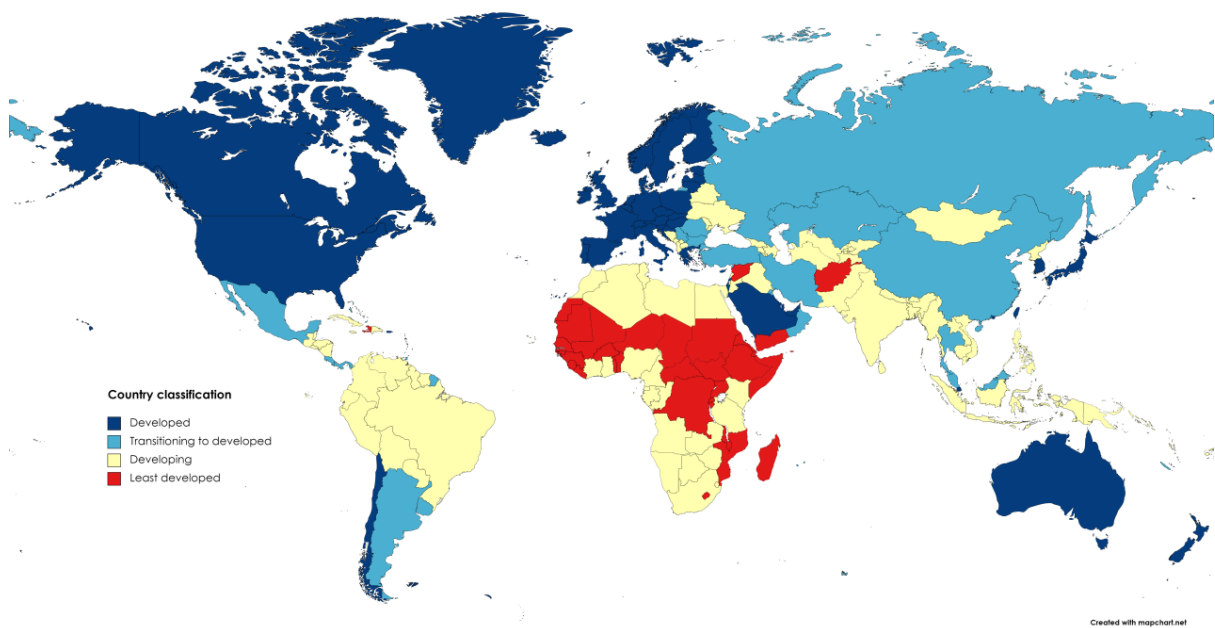 Country classification
Developed
Transitioning to developed
Developing
Least developed
Created with mapchart.net